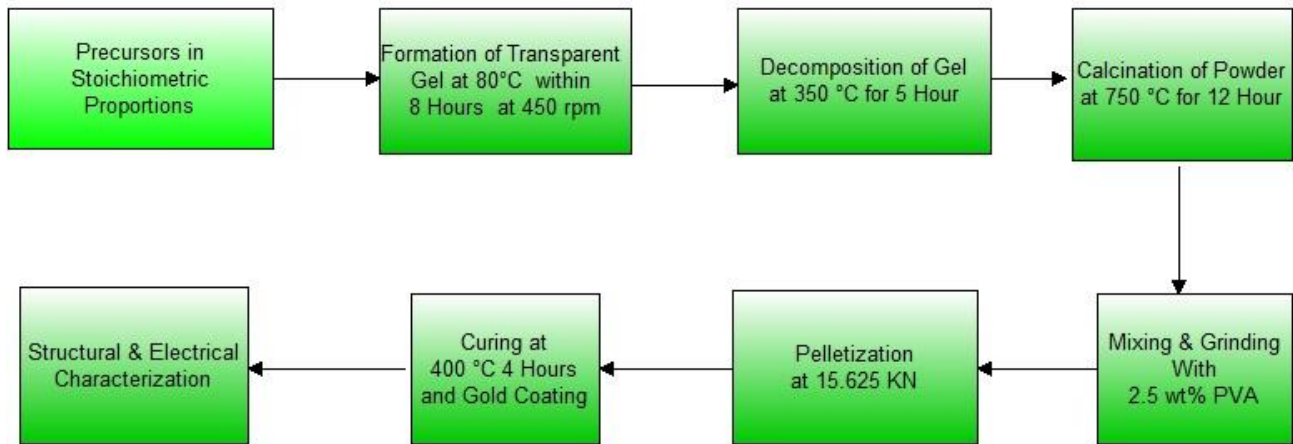 Precursors in
Stoichiometric
Proportions
Formation of Transparent
Gel at 80°C within
8 Hours at 450 rpm
Decomposition of Gel
at 350 °C for 5 Hour
Calcination of Powder
at 750 °C for 12 Hour
Mixing & Grinding
With
2.5 wt% PVA
Pelletization
at 15.625 KN
Curing at
400 °C 4 Hours
and Gold Coating
Structural & Electrical
Characterization